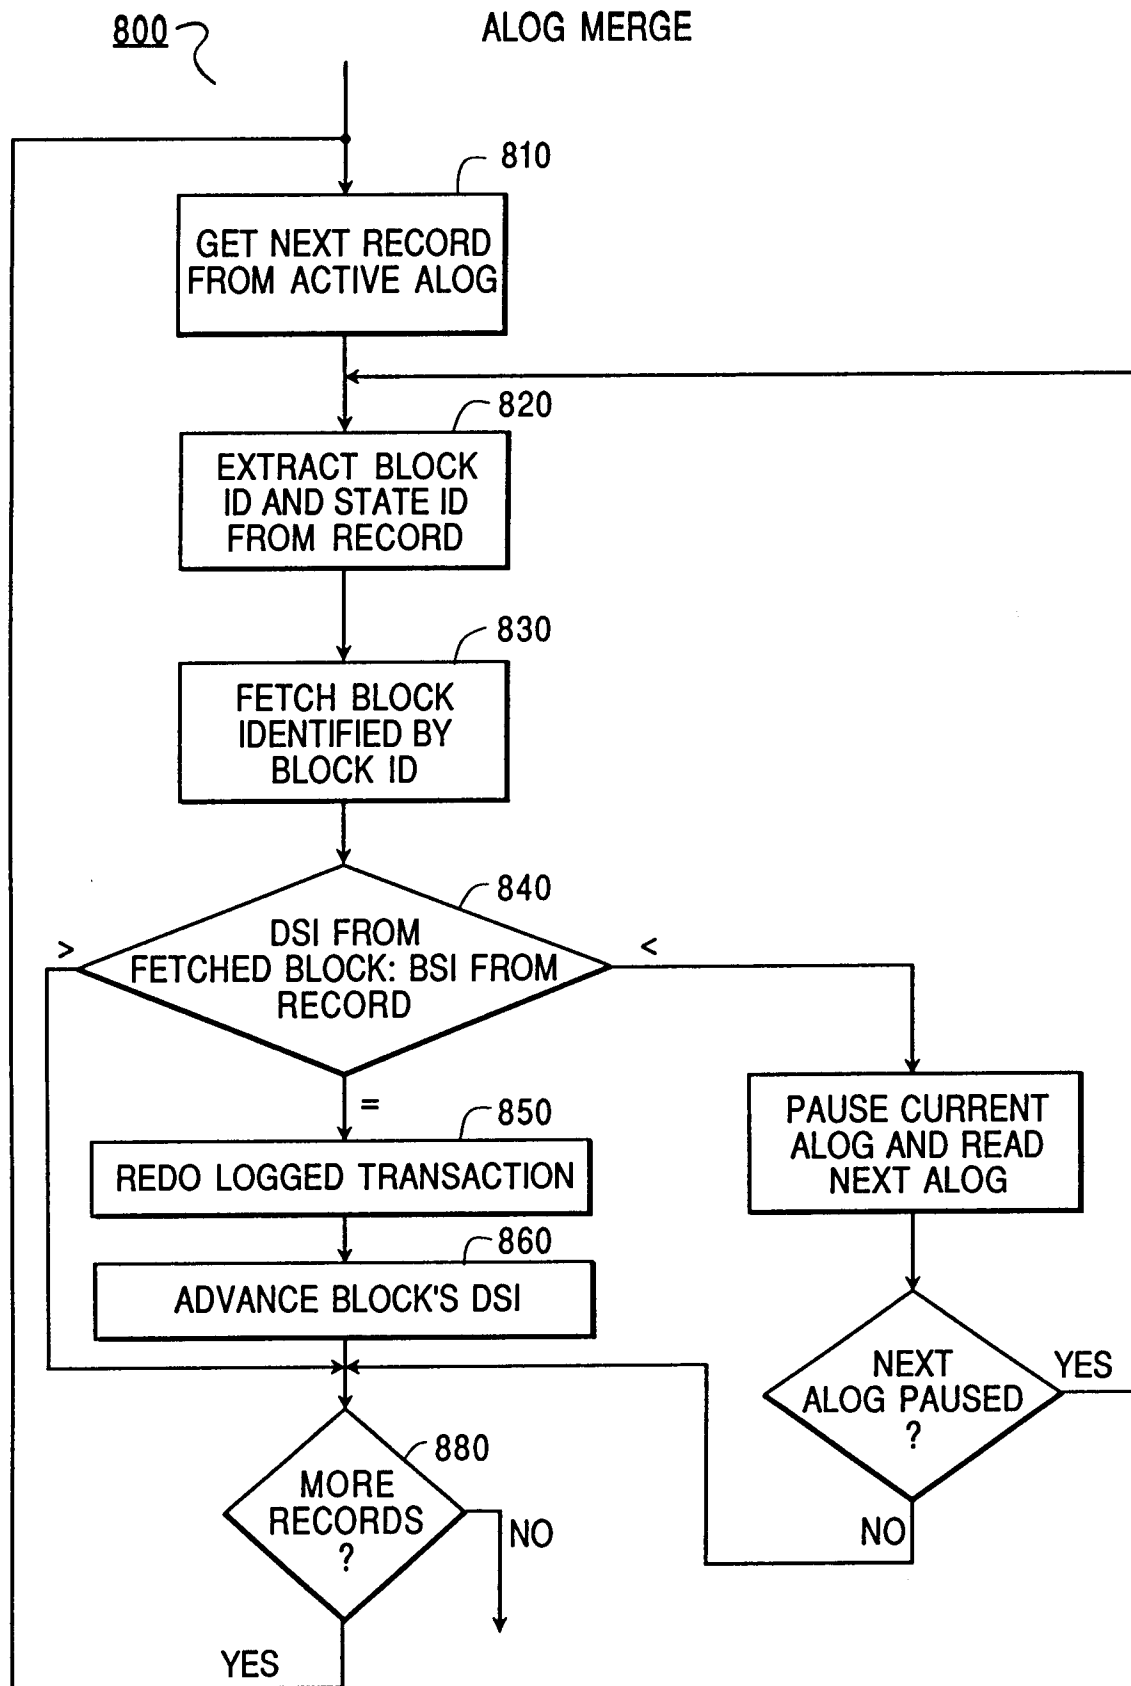 800
ALOG MERGE
810
GET NEXT RECORD
FROM ACTIVE ALOG
820
EXTRACT BLOCK
ID AND STATE ID
FROM RECORD
830
FETCH BLOCK
IDENTIFIED BY
BLOCK ID
840
>
<
DSI FROM
FETCHED BLOCK: BSI FROM
RECORD
=
850
REDO LOGGED TRANSACTION
PAUSE CURRENT
ALOG AND READ
NEXT ALOG
860
ADVANCE BLOCK'S DSI
NEXT
ALOG PAUSED
?
YES
NO
880
MORE
RECORDS
?
NO
YES